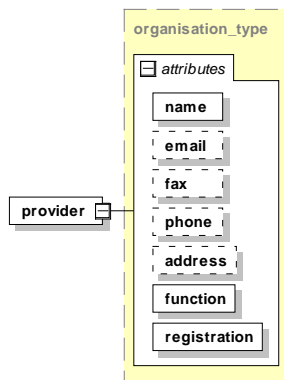 organisation_type
attributes
name
email
fax
provider
phone
address
function
registration